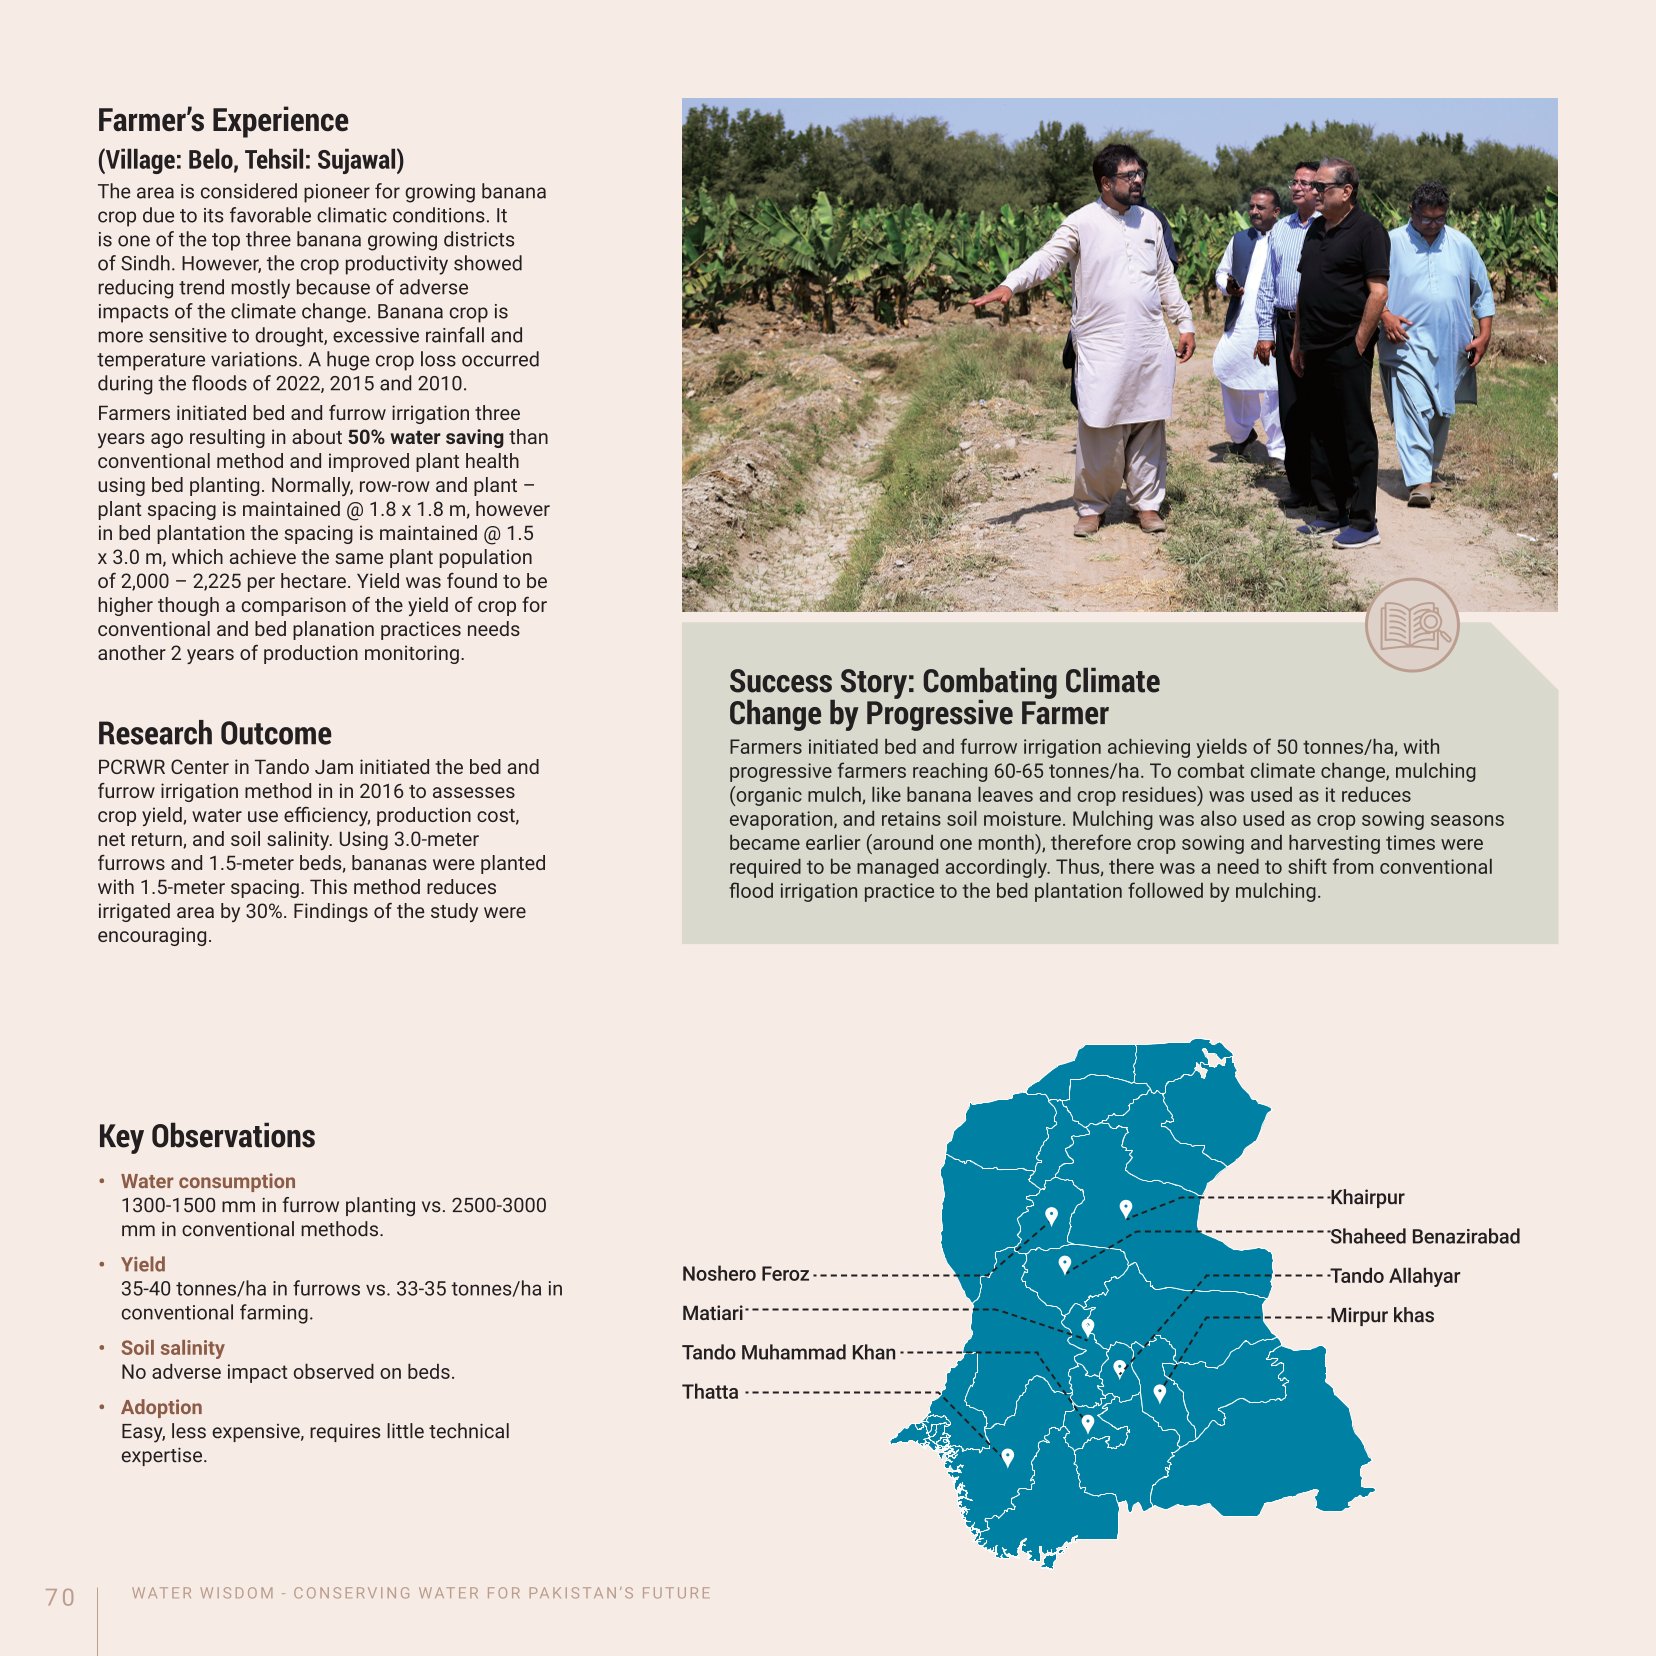 Farmer’s Experience
(Village: Belo, Tehsil: Sujawal)
The area is considered pioneer for growing banana
crop due to its favorable climatic conditions. It
is one of the top three banana growing districts
of Sindh. However, the crop productivity showed
reducing trend mostly because of adverse
impacts of the climate change. Banana crop is
more sensitive to drought, excessive rainfall and
temperature variations. A huge crop loss occurred
during the floods of 2022, 2015 and 2010.
Farmers initiated bed and furrow irrigation three
years ago resulting in about 50% water saving than
conventional method and improved plant health
using bed planting. Normally, row-row and plant –
plant spacing is maintained @ 1.8 x 1.8 m, however
in bed plantation the spacing is maintained @ 1.5
x 3.0 m, which achieve the same plant population
of 2,000 – 2,225 per hectare. Yield was found to be
higher though a comparison of the yield of crop for
conventional and bed planation practices needs
another 2 years of production monitoring.
Research Outcome
PCRWR Center in Tando Jam initiated the bed and
furrow irrigation method in in 2016 to assesses
crop yield, water use efficiency, production cost,
net return, and soil salinity. Using 3.0-meter
furrows and 1.5-meter beds, bananas were planted
with 1.5-meter spacing. This method reduces
irrigated area by 30%. Findings of the study were
encouraging.
Success Story: Combating Climate
Change by Progressive Farmer
Farmers initiated bed and furrow irrigation achieving yields of 50 tonnes/ha, with
progressive farmers reaching 60-65 tonnes/ha. To combat climate change, mulching
(organic mulch, like banana leaves and crop residues) was used as it reduces
evaporation, and retains soil moisture. Mulching was also used as crop sowing seasons
became earlier (around one month), therefore crop sowing and harvesting times were
required to be managed accordingly. Thus, there was a need to shift from conventional
flood irrigation practice to the bed plantation followed by mulching.
Key Observations
• Water consumption
1300-1500 mm in furrow planting vs. 2500-3000
mm in conventional methods.
• Yield
35-40 tonnes/ha in furrows vs. 33-35 tonnes/ha in
conventional farming.
• Soil salinity
No adverse impact observed on beds.
• Adoption
Easy, less expensive, requires little technical
expertise.
Noshero Feroz
Matiari
Tando Muhammad Khan
Thatta
Khairpur
Shaheed Benazirabad
Tando Allahyar
Mirpur khas
70
WATER WISDOM - CONSERVING WATER FOR PAKISTAN’S FUTURE